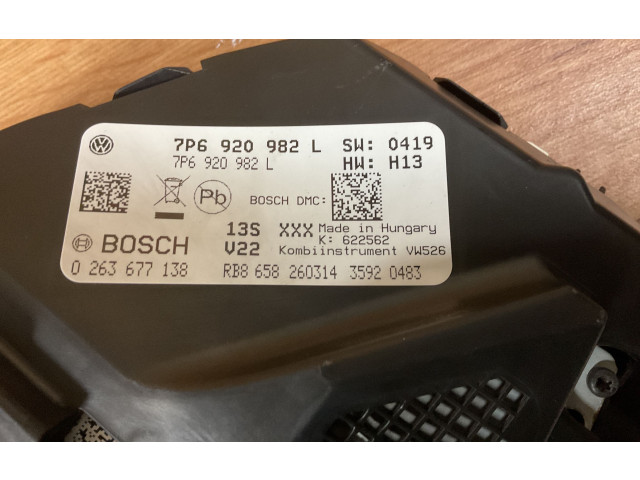 7P6 920 982 L SW: 0419
7P6 920 982 L HW: H13
Pb BOSCH DMC:
13S XXX Made in Hungary
K: 622562
BOSCH V22 Kombiinstrument VW526
0 263 677 138 RB8 658 260314 3592 0483